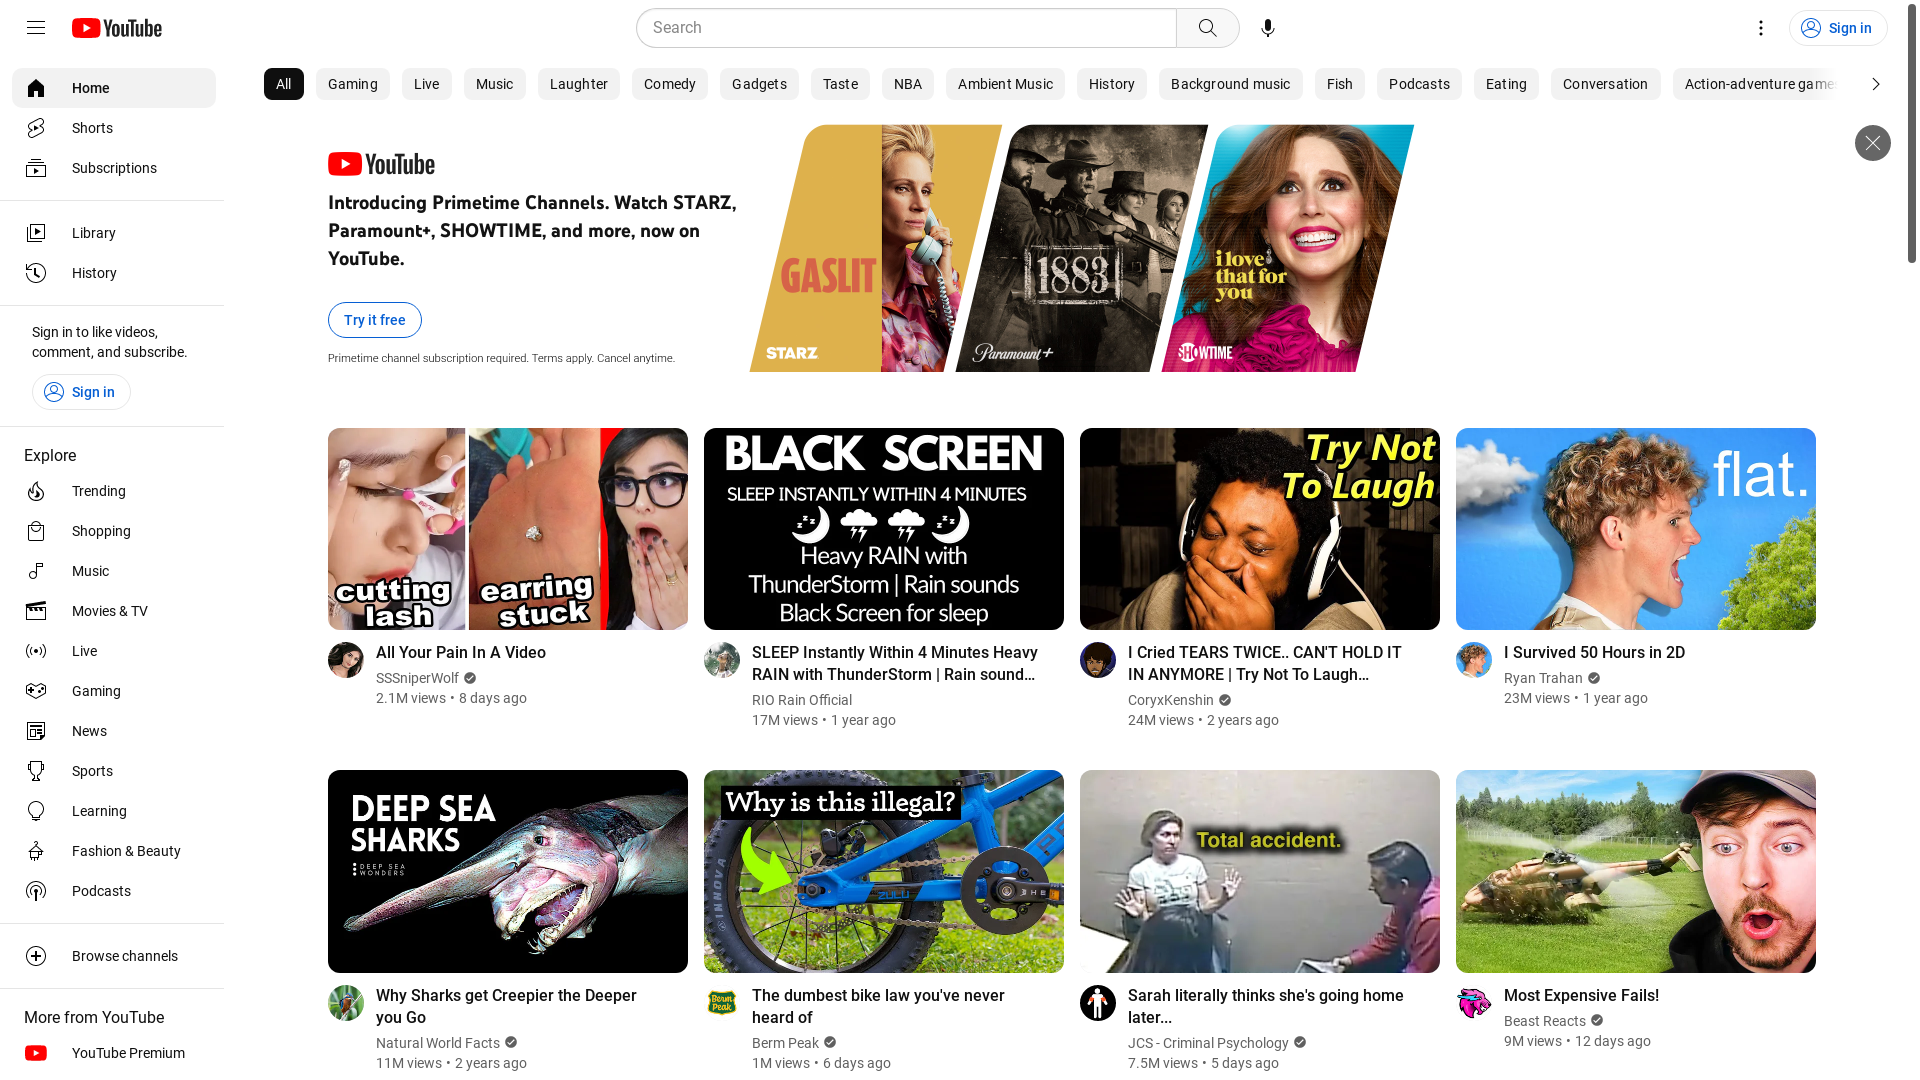 YouTube
Search
Sign in
Home
Shorts
Subscriptions
Library
History
Sign in to like videos,
comment, and subscribe.
Sign in
Explore
Trending
Shopping
Music
Movies & TV
Live
Gaming
News
Sports
Learning
Fashion & Beauty
Podcasts
Browse channels
More from YouTube
YouTube Premium
All
Gaming
Live
Music
Laughter
Comedy
Gadgets
Taste
NBA
Ambient Music
History
Background music
Fish
Podcasts
Eating
Conversation
Action-adventure games
YouTube
Introducing Primetime Channels. Watch STARZ,
Paramount+, SHOWTIME, and more, now on
YouTube.
Try it free
Primetime channel subscription required. Terms apply. Cancel anytime.
GASLIT
STARZ
1883
Paramount+
i love
that for
you
SHOWTIME
cutting
lash
earring
stuck
All Your Pain In A Video
SSSniperWolf
2.1M views • 8 days ago
BLACK SCREEN
SLEEP INSTANTLY WITHIN 4 MINUTES
Heavy RAIN with
ThunderStorm | Rain sounds
Black Screen for sleep
SLEEP Instantly Within 4 Minutes Heavy
RAIN with ThunderStorm | Rain sound...
RIO Rain Official
17M views • 1 year ago
Try Not
To Laugh
I Cried TEARS TWICE.. CAN'T HOLD IT
IN ANYMORE | Try Not To Laugh...
CoryxKenshin
24M views • 2 years ago
flat.
I Survived 50 Hours in 2D
Ryan Trahan
23M views • 1 year ago
DEEP SEA
SHARKS
DEEP SEA
WONDERS
Why Sharks get Creepier the Deeper
you Go
Natural World Facts
11M views • 2 years ago
Why is this illegal?
INNOVA
The dumbest bike law you've never
heard of
Berm Peak
Berm Peak
1M views • 6 days ago
Total accident.
Sarah literally thinks she's going home
later...
JCS - Criminal Psychology
7.5M views • 5 days ago
Most Expensive Fails!
Beast Reacts
9M views • 12 days ago